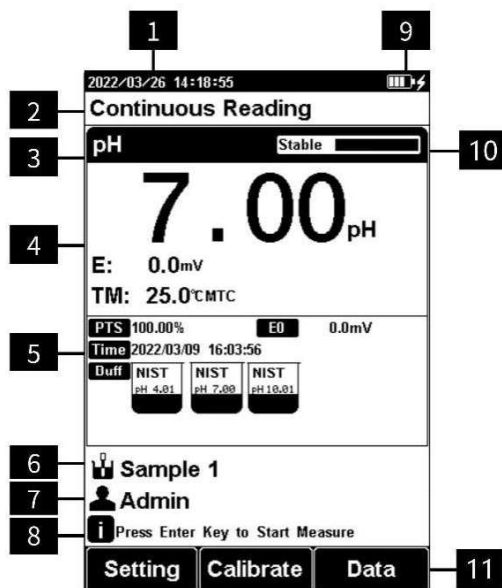 1
9
2022/03/26 14:18:55
2
Continuous Reading
3
pH
Stable
10
7.00pH
4
E: 0.0mV
TM: 25.0℃ MTC
PTS 100.00% E0 0.0mV
5
Time 2022/03/09 16:03:56
Duff
NIST NIST NIST
pH 4.01 pH 7.00 pH 10.01
6
Sample 1
7
Admin
8
i Press Enter Key to Start Measure
Setting Calibrate Data
11